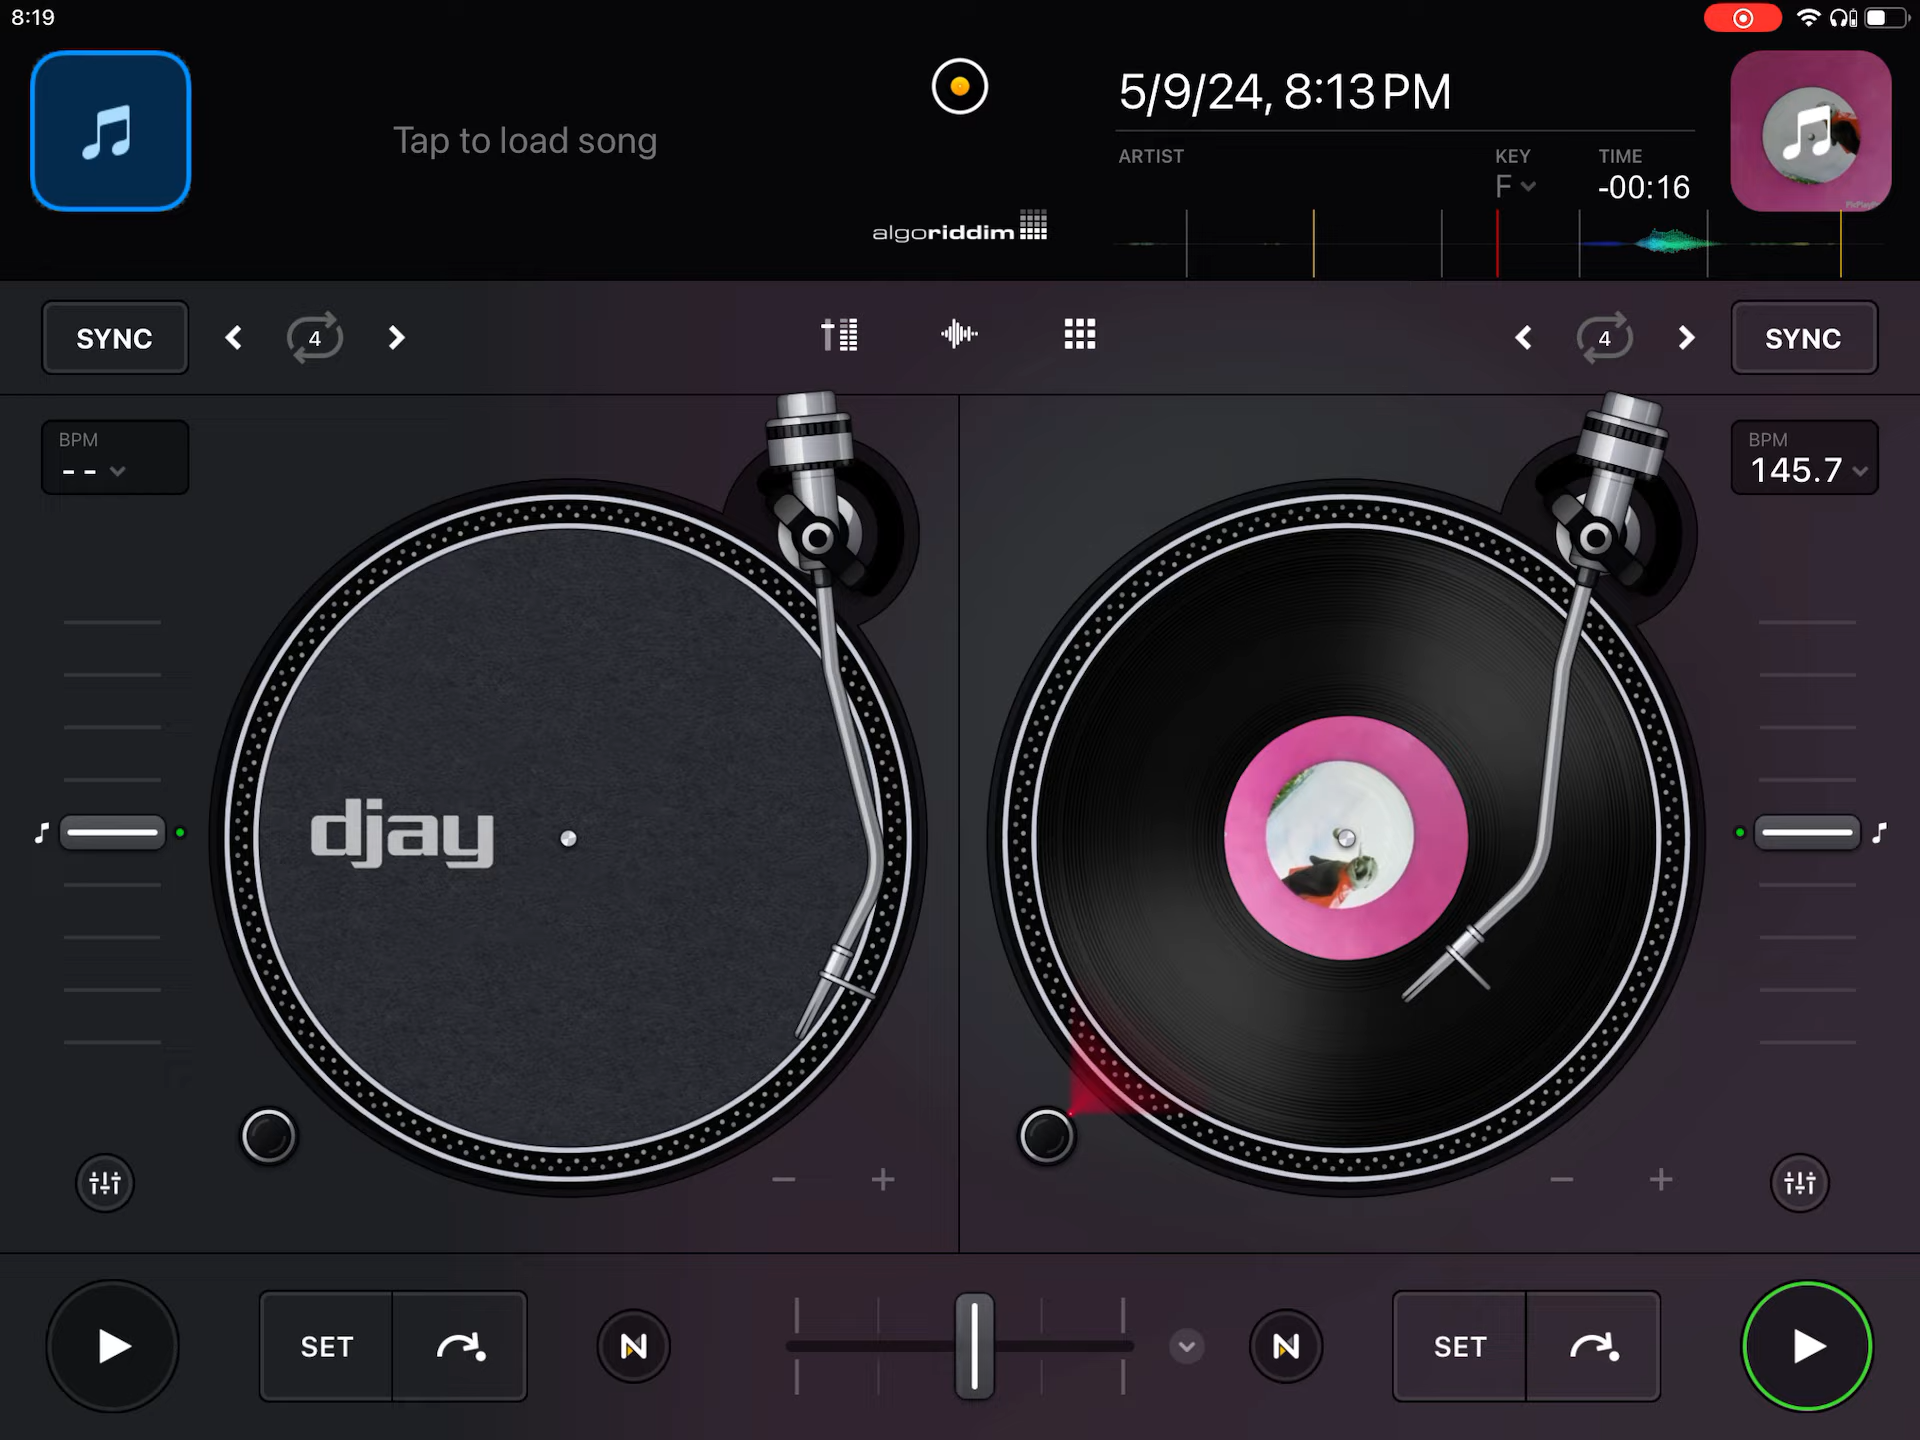 8:19
Tap to load song
algoriddim
5/9/24, 8:13 PM
ARTIST
KEY
F
TIME
-00:16
SYNC
4
4
SYNC
BPM
--
BPM
145.7
djay
SET
N
N
SET